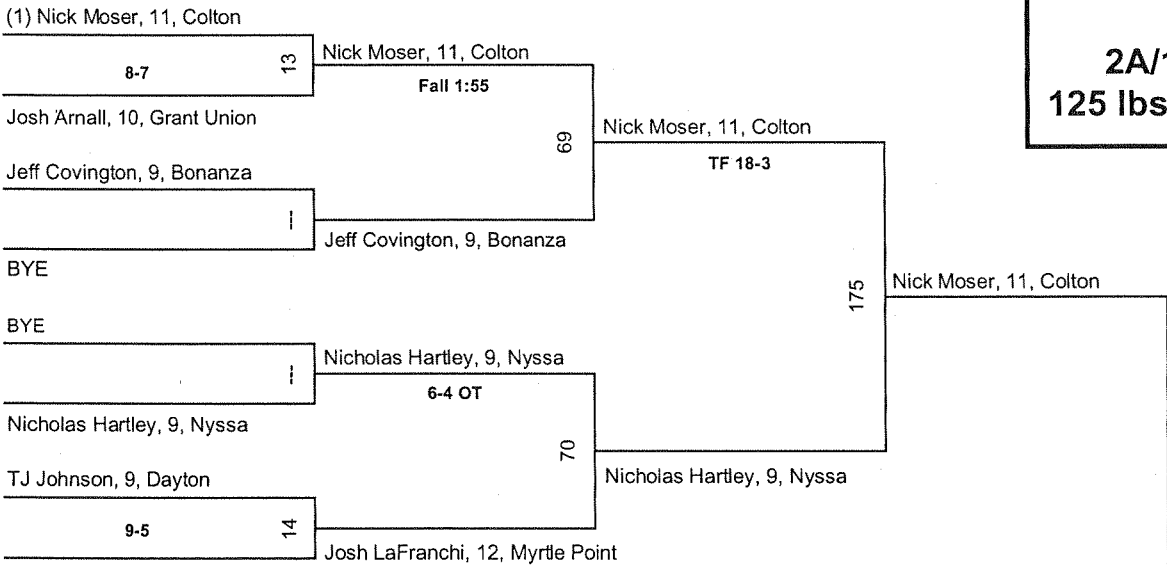 (1) Nick Moser, 11, Colton
8-7
13
Josh Arnall, 10, Grant Union
Jeff Covington, 9, Bonanza
---
BYE
BYE
---
Nicholas Hartley, 9, Nyssa
TJ Johnson, 9, Dayton
9-5
14
Nick Moser, 11, Colton
Fall 1:55
69
Jeff Covington, 9, Bonanza
Nicholas Hartley, 9, Nyssa
6-4 OT
70
Josh LaFranchi, 12, Myrtle Point
Nick Moser, 11, Colton
TF 18-3
175
Nicholas Hartley, 9, Nyssa
Nick Moser, 11, Colton
2A/
125 lbs